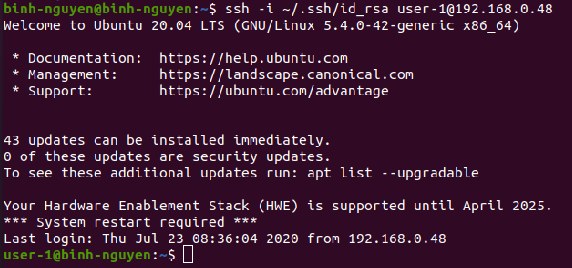 binh-nguyen@binh-nguyen:~$ ssh -i ~/.ssh/id_rsa user-1@192.168.0.48
Welcome to Ubuntu 20.04 LTS (GNU/Linux 5.4.0-42-generic x86_64)
* Documentation:  https://help.ubuntu.com
* Management:     https://landscape.canonical.com
* Support:        https://ubuntu.com/advantage
43 updates can be installed immediately.
0 of these updates are security updates.
To see these additional updates run: apt list --upgradable
Your Hardware Enablement Stack (HWE) is supported until April 2025.
*** System restart required ***
Last login: Thu Jul 23 08:36:04 2020 from 192.168.0.48
user-1@binh-nguyen:~$